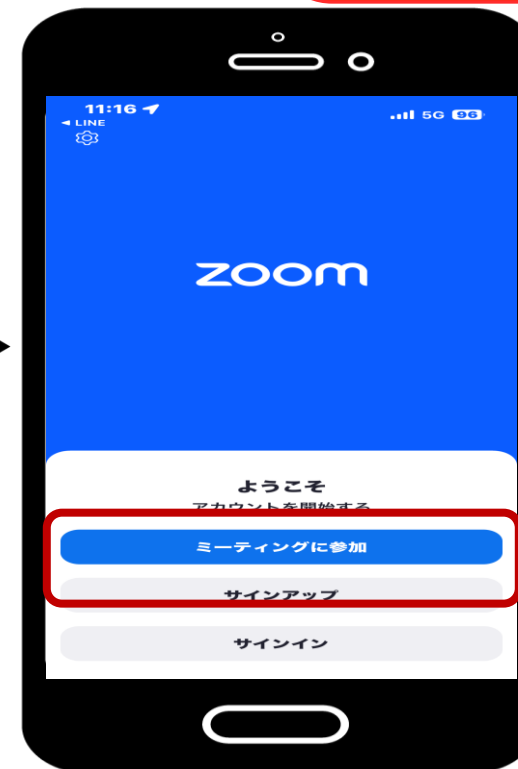 11:16
5G 96
◀ LINE
zoom
ようこそ
アカウントを開始する
ミーティングに参加
サインアップ
サインイン